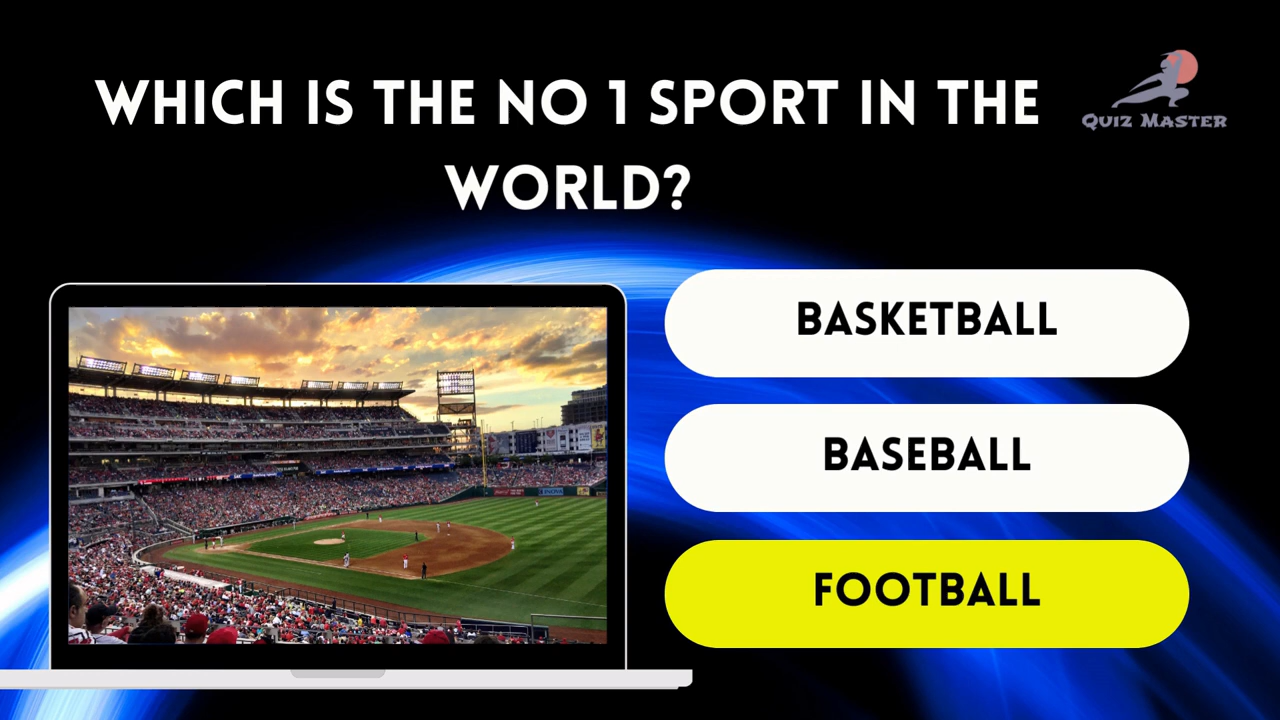 WHICH IS THE NO 1 SPORT IN THE
WORLD?
QUIZ MASTER
BASKETBALL
BASEBALL
FOOTBALL